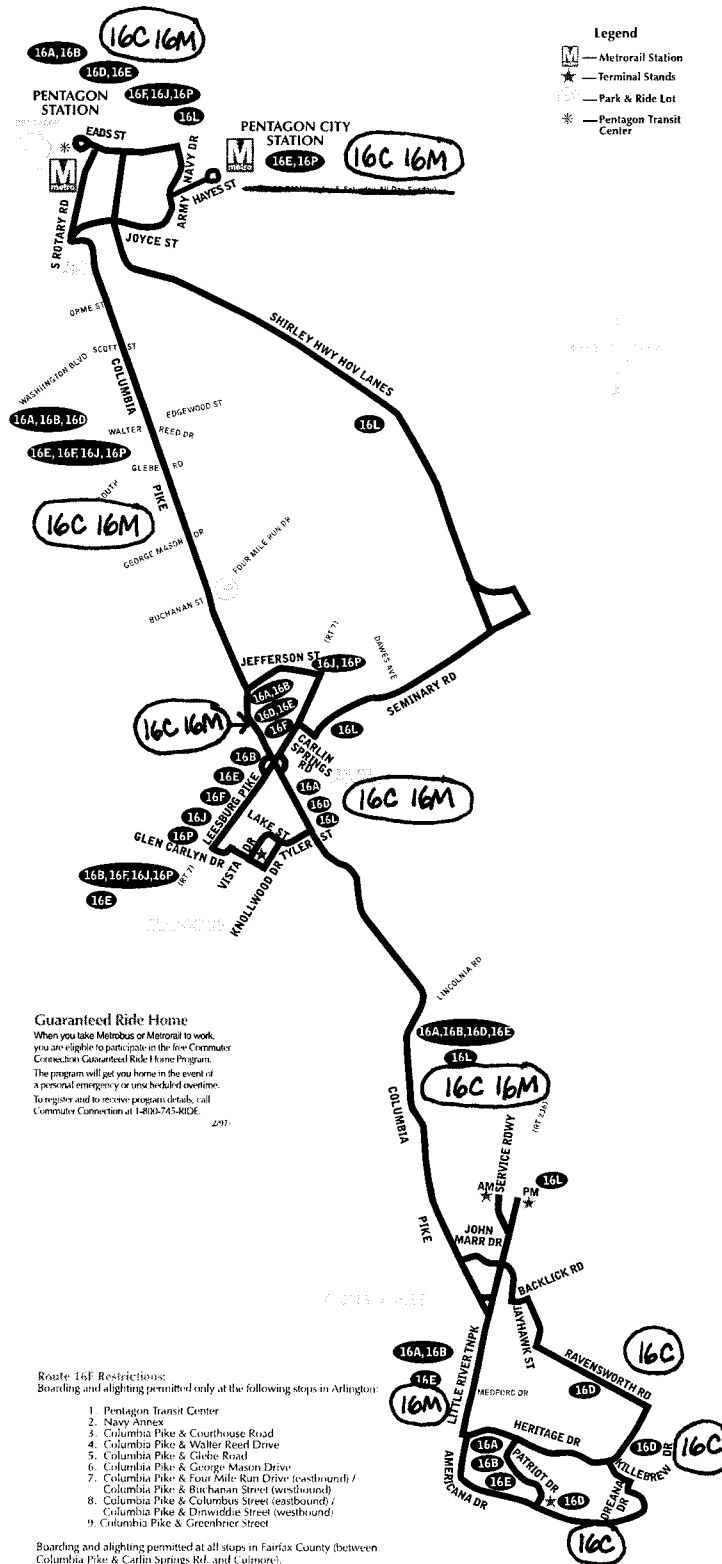 16C 16M
16A, 16B
16D, 16E
16F, 16J, 16P
16L
PENTAGON
STATION
EADS ST
M
metro
S ROTARY RD
ARMY NAVY DR
HAYES ST
JOYCE ST
M
metro
PENTAGON CITY
STATION
16E, 16P
16C 16M
Legend
M — Metrorail Station
★ — Terminal Stands
— Park & Ride Lot
✳ — Pentagon Transit
Center
ORME ST
SCOTT ST
WASHINGTON BLVD
COLUMBIA
PIKE
SHIRLEY HWY HOV LANES
16L
EDGEWOOD ST
16A, 16B, 16D
WALTER REED DR
16E, 16F, 16J, 16P
GLEBE RD
16C 16M
GEORGE MASON DR
FOUR MILE RUN DR
BUCHANAN ST
JEFFERSON ST
(RT 7)
16J, 16P
DAWES AVE
SEMINARY RD
16A, 16B
16D, 16E
16F
16C 16M
16L
CARLIN
SPRINGS
RD
16B
16E
16F
16J
16P
LEESBURG PIKE
16A
16D
16L
16C 16M
LAKE ST
GLEN CARLYN DR
VISTA DR
TYLER ST
KNOLLWOOD DR
(RT 7)
16B, 16F, 16J, 16P
16E
LINCOLNIA RD
Guaranteed Ride Home
When you take Metrobus or Metrorail to work,
you are eligible to participate in the free Commuter
Connection Guaranteed Ride Home Program.
The program will get you home in the event of
a personal emergency or unscheduled overtime.
To register and to receive program details, call
Commuter Connection at 1-800-745-RIDE.
2/97
16A, 16B, 16D, 16E
16L
16C 16M
COLUMBIA
PIKE
SERVICE RDWY
(RT 236)
AM
PM
16L
JOHN
MARR DR
BACKLICK RD
JAYHAWK ST
RAVENSWORTH RD
16C
16D
16A, 16B
16E
16M
LITTLE RIVER TNPK
MEDFORD DR
HERITAGE DR
16D
16C
KILLEBREW DR
16A
16B
16E
PATRIOT DR
AMERICANA DR
16D
OREANA DR
16C
Route 16F Restrictions:
Boarding and alighting permitted only at the following stops in Arlington:
1. Pentagon Transit Center
2. Navy Annex
3. Columbia Pike & Courthouse Road
4. Columbia Pike & Walter Reed Drive
5. Columbia Pike & Glebe Road
6. Columbia Pike & George Mason Drive
7. Columbia Pike & Four Mile Run Drive (eastbound) /
Columbia Pike & Buchanan Street (westbound)
8. Columbia Pike & Columbus Street (eastbound) /
Columbia Pike & Dinwiddie Street (westbound)
9. Columbia Pike & Greenbrier Street
Boarding and alighting permitted at all stops in Fairfax County (between
Columbia Pike & Carlin Springs Rd. and Culmore).